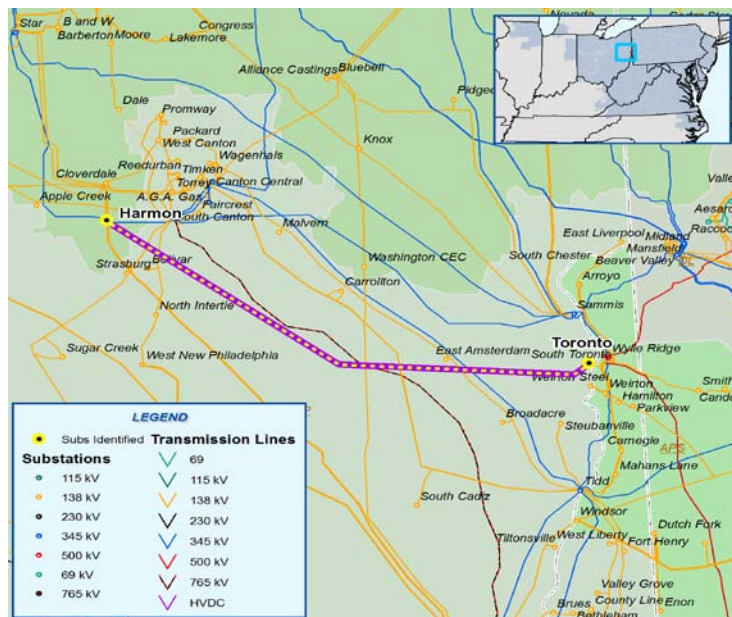 Star
B and W
Barberton
Moore
Congress
Lakemore
Nevada
Alliance Castings
Bluebell
Dale
Promway
Knox
Packard
West Canton
Reedurban
Timken
Wagenhals
Cloverdale
Torrey
Canton Central
Apple Creek
A.G.A. Gas
Faircrest
Harmon
South Canton
Malvern
Valley
Aesar
East Liverpool
Midland
Raccoo
Mansfield
South Chester
Beaver Valley
Washington CEC
Arroyo
Strasburg
Bolivar
Carrollton
North Intertie
Sammis
Toronto
Wylie Ridge
Sugar Creek
West New Philadelphia
East Amsterdam
South Toronto
Weirton Steel
Weirton
Smith
Hamilton
Parkview
Broadacre
Steubanville
Carnegie
APS
Mahans Lane
Tidd
South Cadiz
Windsor
Dutch Fork
Tiltonsville
West Liberty
Fort Henry
Valley Grove
Brues
County Line
Enon
LEGEND
Subs Identified
Transmission Lines
Substations
69
115 kV
115 kV
138 kV
138 kV
230 kV
230 kV
345 kV
345 kV
500 kV
500 kV
69 kV
765 kV
765 kV
HVDC